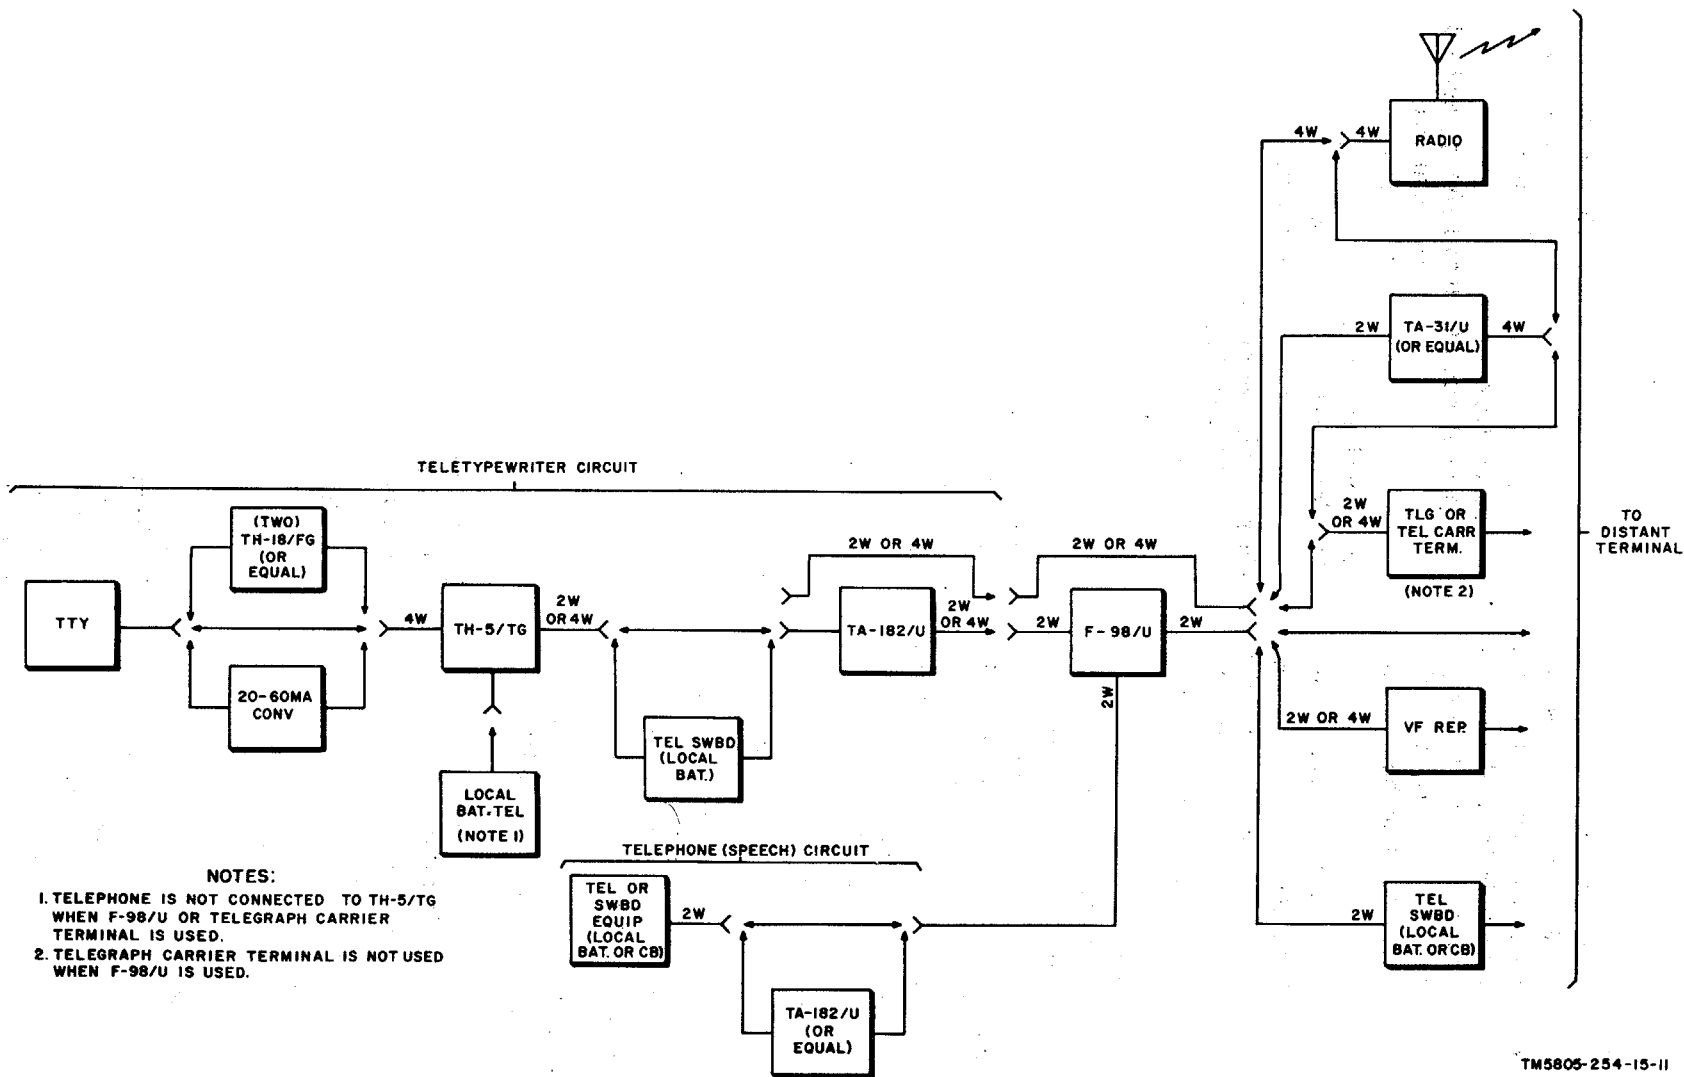 4W
4W
RADIO
2W
TA-31/U
(OR EQUAL)
4W
TELETYPEWRITER CIRCUIT
2W
OR 4W
TLG OR
TEL CARR
TERM.
(NOTE 2)
TO
DISTANT
TERMINAL
(TWO)
TH-18/FG
(OR
EQUAL)
2W OR 4W
2W OR 4W
TTY
4W
TH-5/TG
2W
OR 4W
TA-182/U
2W
OR 4W
2W
F-98/U
2W
2W
20-60MA
CONV
TEL SWBD
(LOCAL
BAT.)
2W OR 4W
VF REP.
LOCAL
BAT. TEL
(NOTE 1)
TELEPHONE (SPEECH) CIRCUIT
TEL OR
SWBD
EQUIP
(LOCAL
BAT. OR CB)
2W
2W
TEL
SWBD
(LOCAL
BAT. OR CB)
TA-182/U
(OR
EQUAL)
NOTES:
1. TELEPHONE IS NOT CONNECTED TO TH-5/TG
WHEN F-98/U OR TELEGRAPH CARRIER
TERMINAL IS USED.
2. TELEGRAPH CARRIER TERMINAL IS NOT USED
WHEN F-98/U IS USED.
TM5805-254-15-11